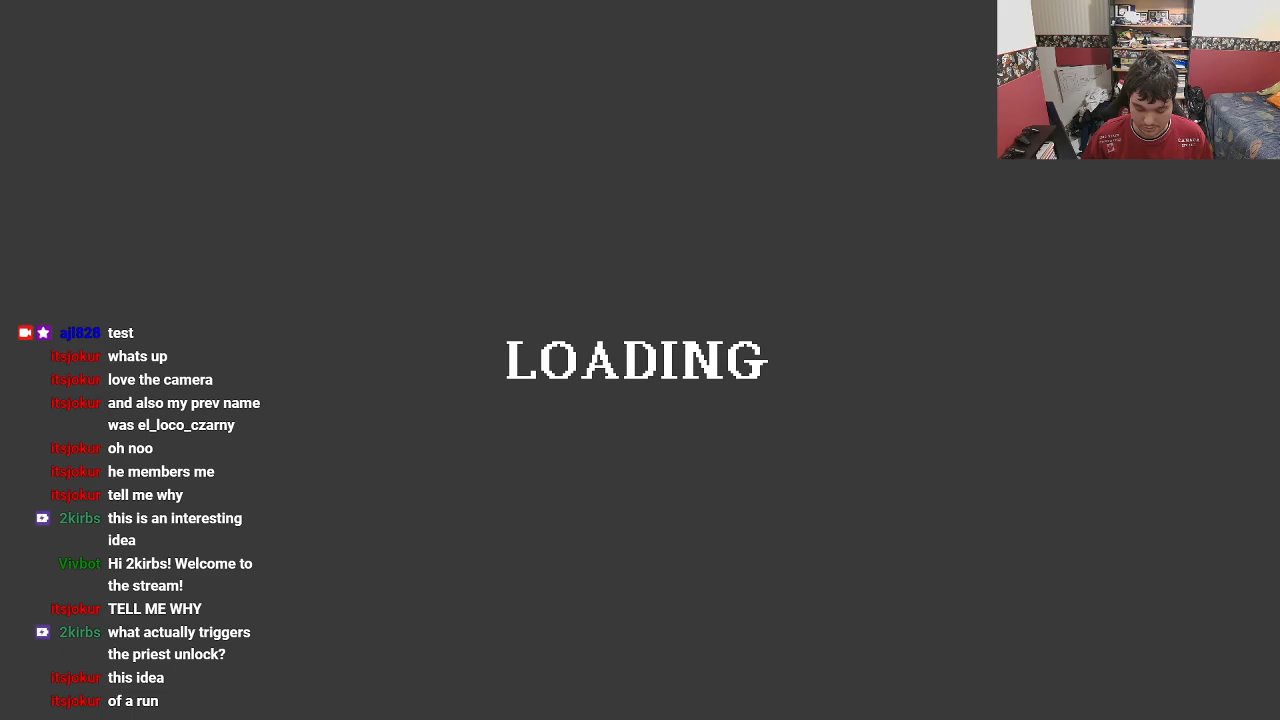 LOADING
ajl828 test
itsjokur whats up
itsjokur love the camera
itsjokur and also my prev name
was el_loco_czarny
itsjokur oh noo
itsjokur he members me
itsjokur tell me why
2kirbs this is an interesting
idea
Vivbot Hi 2kirbs! Welcome to
the stream!
itsjokur TELL ME WHY
2kirbs what actually triggers
the priest unlock?
itsjokur this idea
itsjokur of a run
CANADA